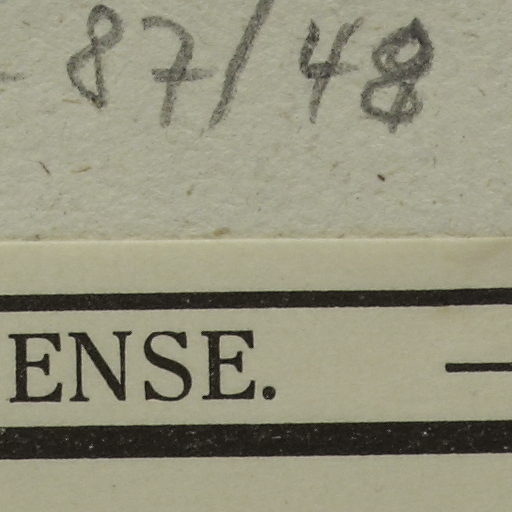 - 87/48
ENSE. —